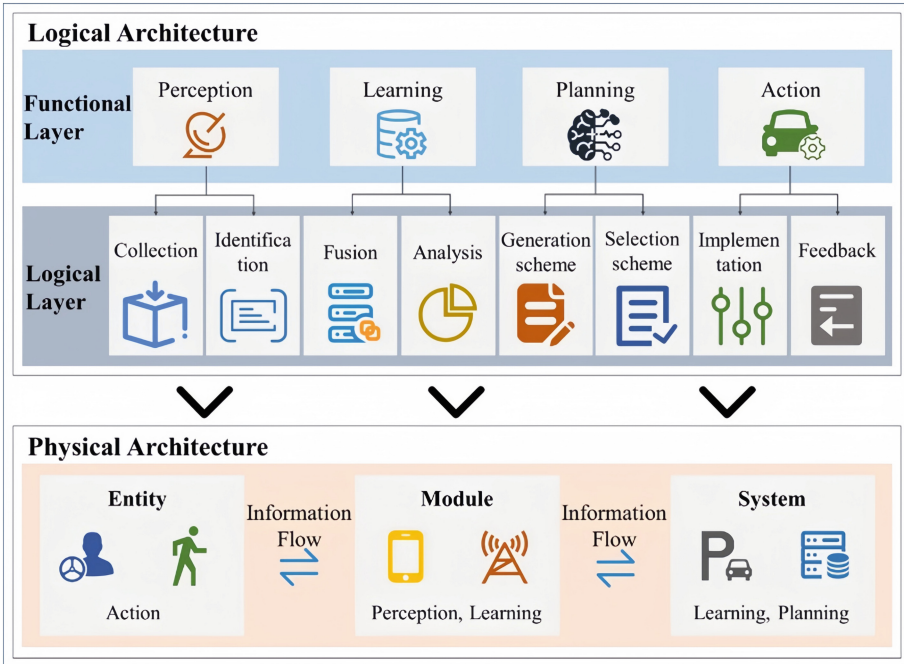 Logical Architecture
Functional
Layer
Perception
Learning
Planning
Action
Logical
Layer
Collection
Identifica
tion
Fusion
Analysis
Generation
scheme
Selection
scheme
Implemen
tation
Feedback
Physical Architecture
Entity
Action
Information
Flow
Module
Perception, Learning
Information
Flow
System
P
Learning, Planning